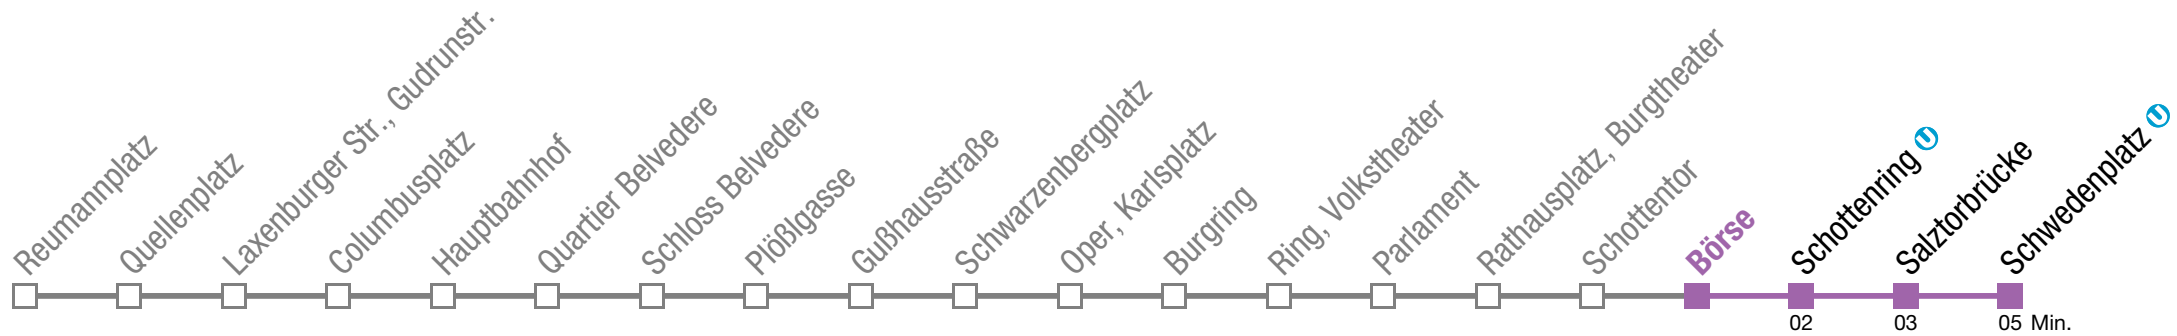 Reumannplatz
Quellenplatz
Laxenburger Str., Gudrunstr.
Columbusplatz
Hauptbahnhof
Quartier Belvedere
Schloss Belvedere
Plößlgasse
Gußhausstraße
Schwarzenbergplatz
Oper, Karlsplatz
Burgring
Ring, Volkstheater
Parlament
Rathausplatz, Burgtheater
Schottentor
Börse
Schottenring U
Salztorbrücke
Schwedenplatz U
02 03 05 Min.